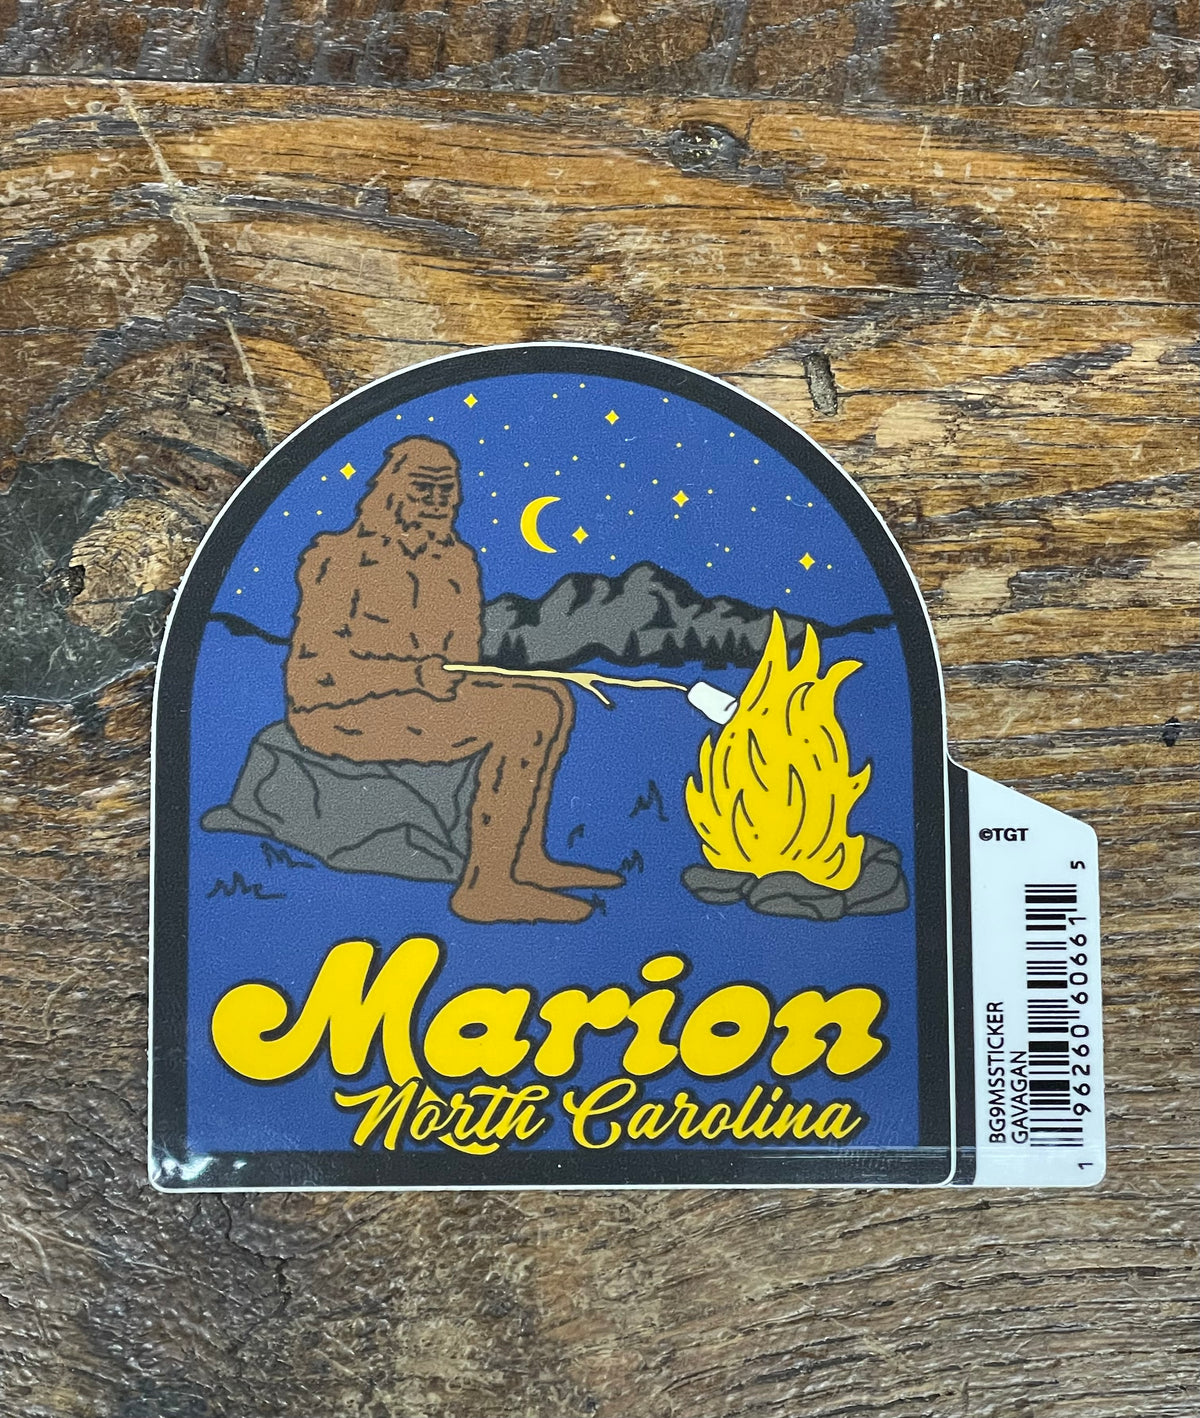 Marion
North Carolina
©TGT
BG9MSSTICKER
GAVAGAN
1 96260 60661 5